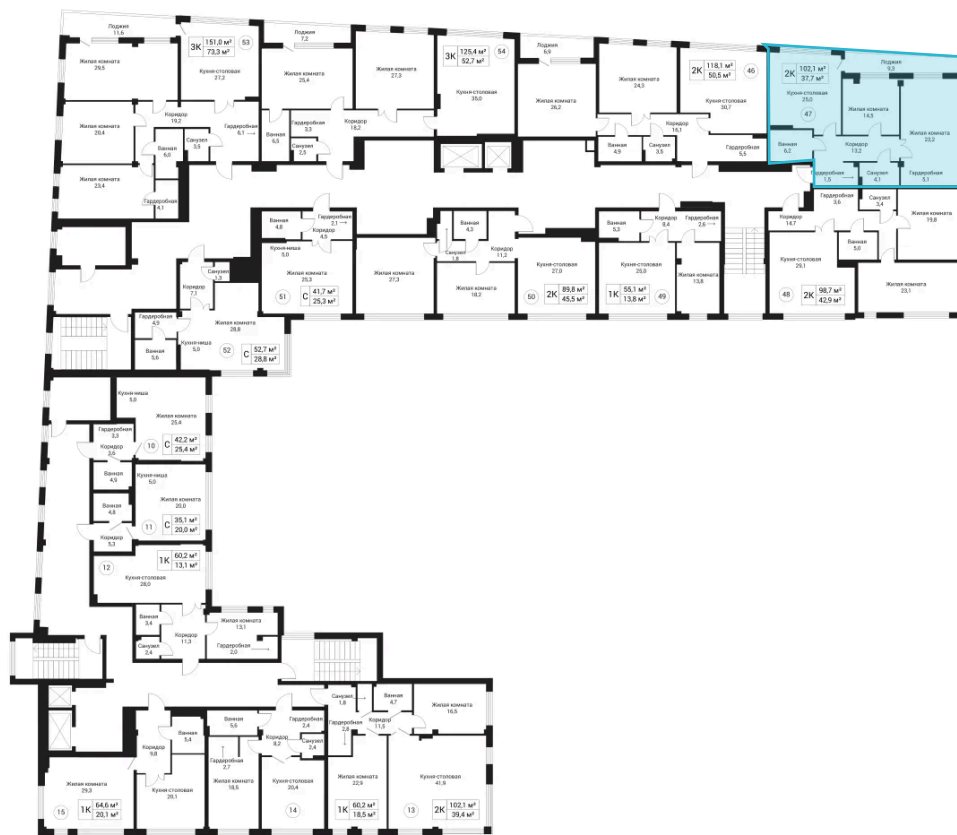 Лоджия
11,6
Жилая комната
29,5
3К
151,0 м²
73,3 м²
53
Кухня-столовая
27,2
Лоджия
7,2
Жилая комната
25,4
Жилая комната
27,3
3К
125,4 м²
52,7 м²
54
Кухня-столовая
35,0
Лоджия
6,9
Жилая комната
26,2
Жилая комната
24,3
2К
118,1 м²
50,5 м²
46
Кухня-столовая
30,7
2К
102,1 м²
37,7 м²
Кухня-столовая
25,0
47
Лоджия
9,3
Жилая комната
14,5
Жилая комната
23,2
Коридор
19,2
Гардеробная
6,1
Жилая комната
20,4
Санузел
3,5
Ванная
6,0
Ванная
6,0
Гардеробная
3,3
Санузел
2,5
Коридор
18,2
Ванная
4,9
Санузел
3,5
Коридор
16,1
Гардеробная
5,5
Ванная
6,2
Коридор
13,2
Гардеробная
1,5
Санузел
4,1
Гардеробная
5,1
Жилая комната
23,4
Гардеробная
4,1
Ванная
4,8
Гардеробная
2,1
Коридор
4,5
Кухня-ниша
5,0
Жилая комната
25,3
51
С
41,7 м²
25,3 м²
Жилая комната
27,3
Санузел
1,8
Ванная
4,3
Коридор
11,2
Жилая комната
18,2
Кухня-столовая
27,0
50
2К
89,8 м²
45,5 м²
Ванная
5,3
Коридор
8,4
Гардеробная
2,6
Кухня-столовая
25,8
1К
55,1 м²
13,8 м²
49
Жилая комната
13,8
Коридор
14,7
Гардеробная
3,6
Санузел
3,4
Жилая комната
19,8
Ванная
5,0
Кухня-столовая
29,1
48
2К
98,7 м²
42,9 м²
Жилая комната
23,1
Санузел
1,3
Коридор
7,1
Гардеробная
4,9
Жилая комната
28,8
Кухня-ниша
5,0
Ванная
5,6
52
С
52,7 м²
28,8 м²
Кухня-ниша
5,0
Жилая комната
25,4
Гардеробная
3,3
Коридор
3,6
10
С
42,2 м²
25,4 м²
Ванная
4,9
Кухня-ниша
5,0
Жилая комната
20,0
Ванная
4,8
11
С
35,1 м²
20,0 м²
Коридор
5,3
12
1К
60,2 м²
13,1 м²
Кухня-столовая
28,0
Ванная
3,4
Санузел
2,4
Коридор
11,3
Жилая комната
13,1
Гардеробная
2,0
Ванная
5,4
Коридор
9,8
Жилая комната
29,3
15
1К
64,6 м²
20,1 м²
Кухня-столовая
20,1
Ванная
5,6
Гардеробная
2,4
Коридор
8,2
Санузел
2,4
Гардеробная
2,7
Жилая комната
18,5
Кухня-столовая
20,4
14
Санузел
1,8
Гардеробная
2,8
Ванная
4,7
Коридор
11,5
Жилая комната
16,5
Жилая комната
22,9
1К
60,2 м²
18,5 м²
Кухня-столовая
41,9
13
2К
102,1 м²
39,4 м²